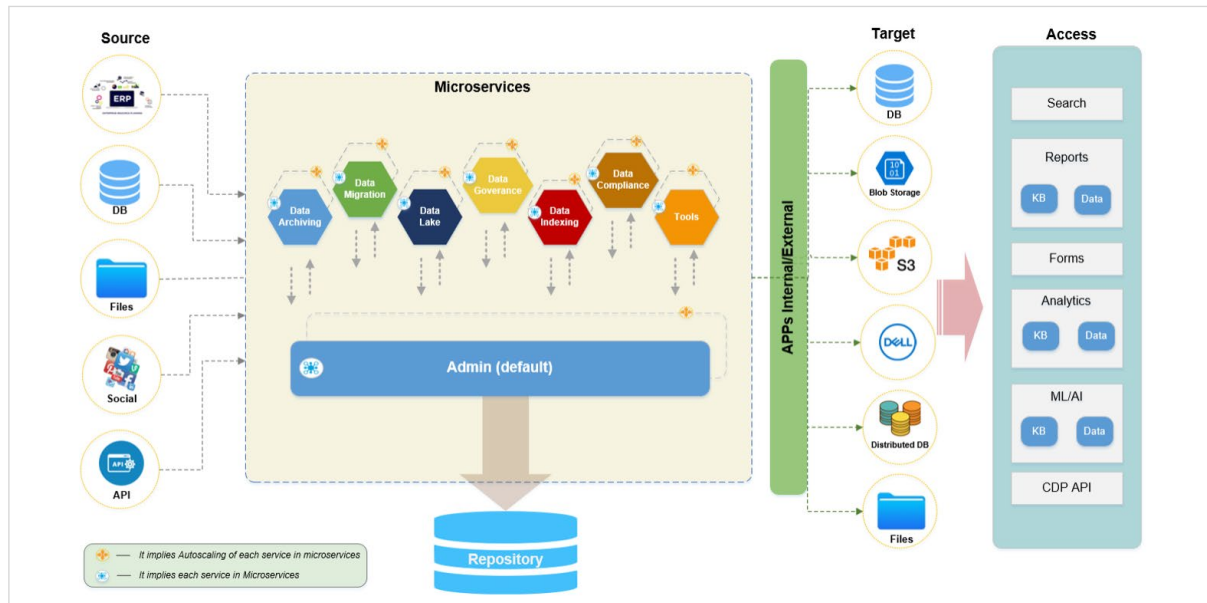 Source
ERP
DB
Files
Social
API
API
Microservices
Data
Archiving
Data
Migration
Data
Lake
Data
Goverance
Data
Indexing
Data
Compliance
Tools
Admin (default)
Repository
APPs Internal/External
Target
DB
10
01
Blob Storage
S3
DELL
Distributed DB
Files
Access
Search
Reports
KB
Data
Forms
Analytics
KB
Data
ML/AI
KB
Data
CDP API
— It implies Autoscaling of each service in microservices
— It implies each service in Microservices